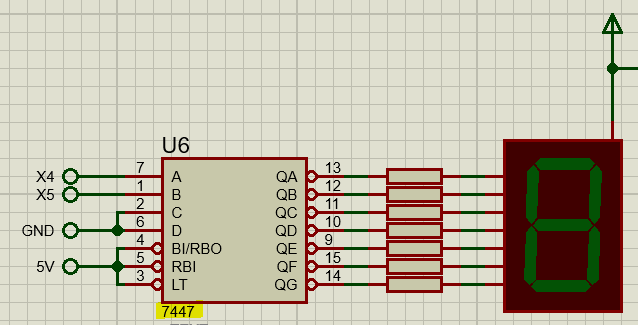 U6
X4 7 A QA 13
X5 1 B QB 12
2 C QC 11
GND 6 D QD 10
4 BI/RBO QE 9
5V 5 RBI QF 15
3 LT QG 14
7447